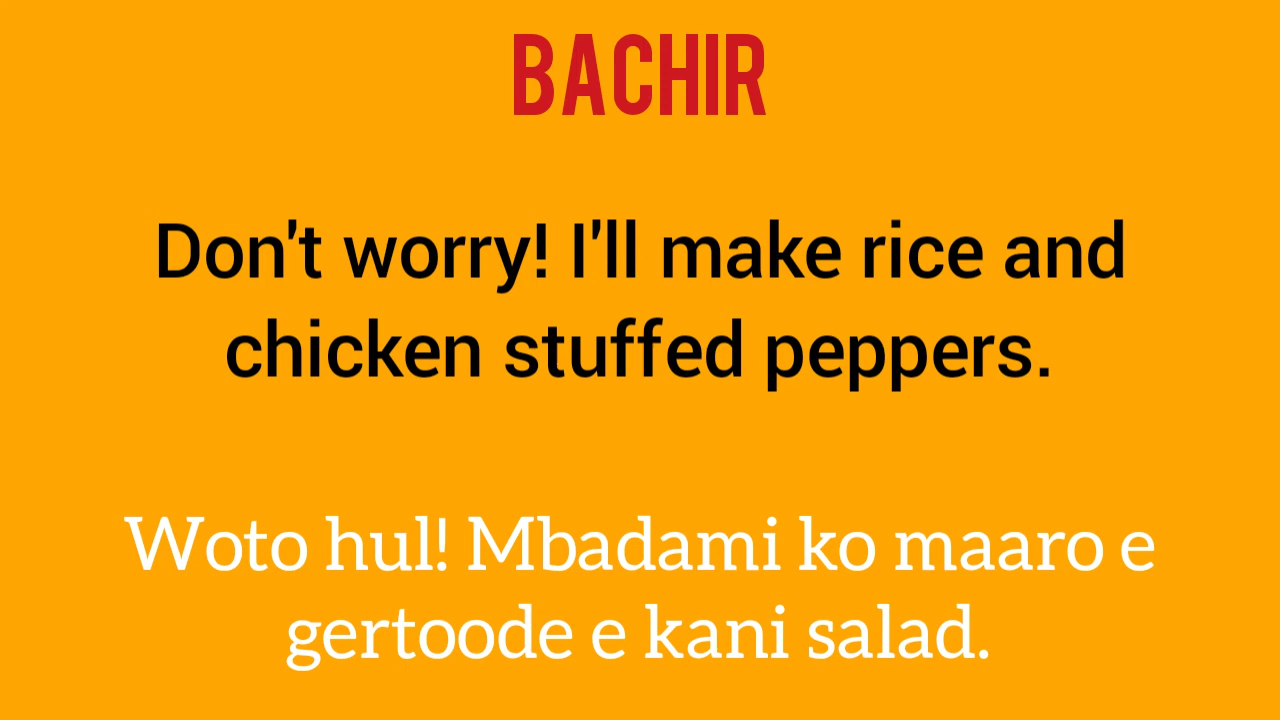 BACHIR
Don't worry! I'll make rice and
chicken stuffed peppers.
Woto hul! Mbadami ko maaro e
gertoode e kani salad.